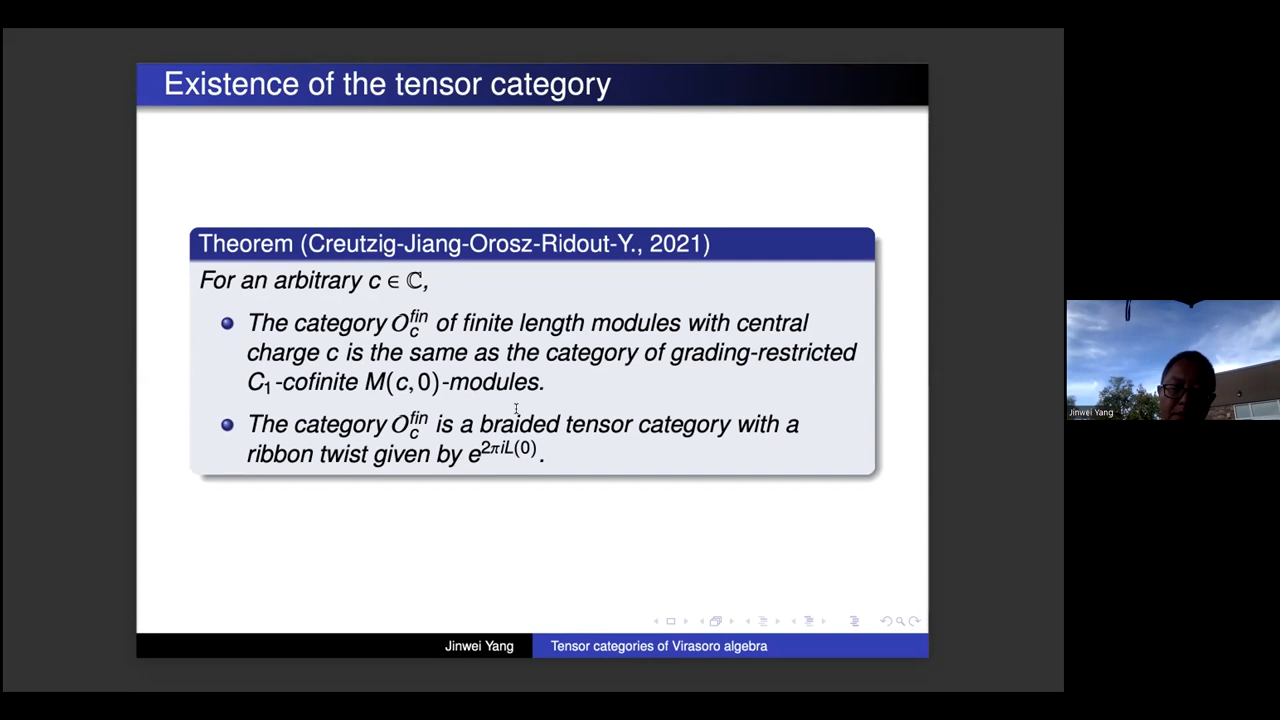 Existence of the tensor category
Theorem (Creutzig-Jiang-Orosz-Ridout-Y., 2021)
For an arbitrary c ∈ ℂ,
The category O_c^fin of finite length modules with central
charge c is the same as the category of grading-restricted
C₁-cofinite M(c, 0)-modules.
The category O_c^fin is a braided tensor category with a
ribbon twist given by e^{2πiL(0)}.
Jinwei Yang
Jinwei Yang
Tensor categories of Virasoro algebra